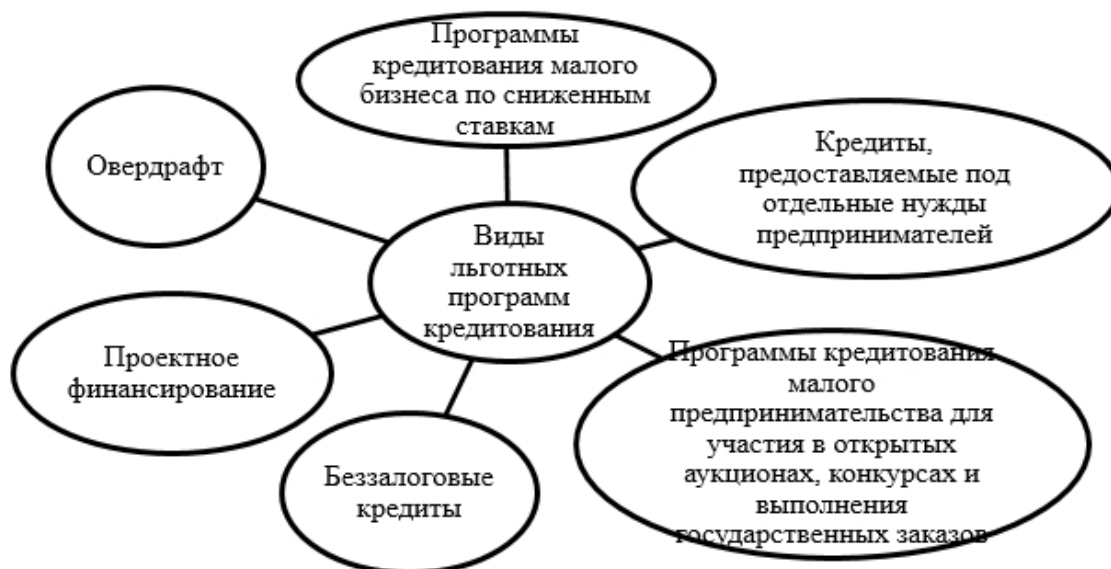 Программы
кредитования малого
бизнеса по сниженным
ставкам
Овердрафт
Кредиты,
предоставляемые под
отдельные нужды
предпринимателей
Виды
льготных
программ
кредитования
Проектное
финансирование
Программы кредитования
малого
предпринимательства для
участия в открытых
аукционах, конкурсах и
выполнения
государственных заказов
Беззалоговые
кредиты